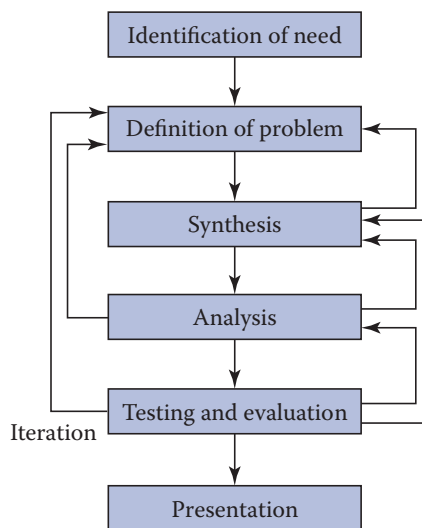 Identification of need
Definition of problem
Synthesis
Analysis
Testing and evaluation
Iteration
Presentation